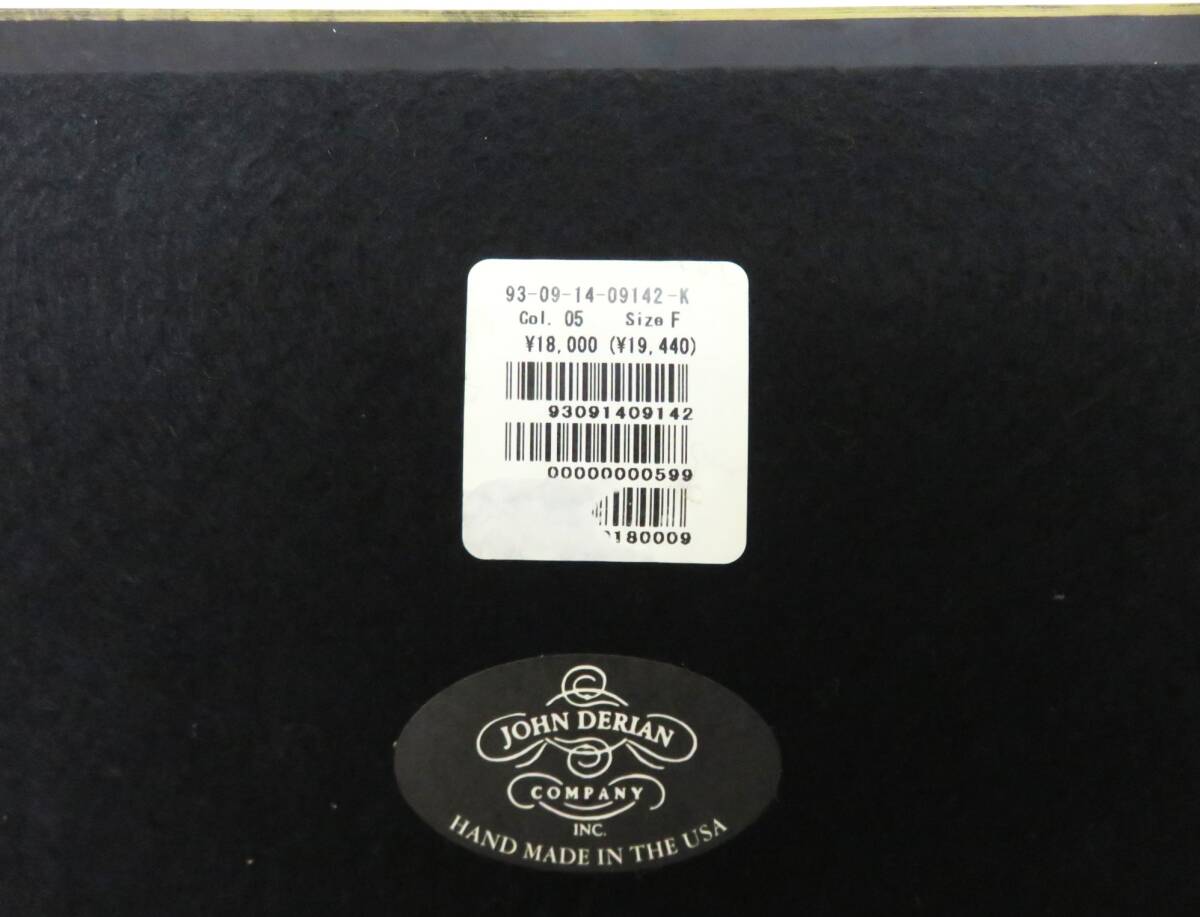 93-09-14-09142-K
Col. 05 Size F
¥18,000 (¥19,440)
93091409142
00000000599
180009
JOHN DERIAN
COMPANY
INC.
HAND MADE IN THE USA